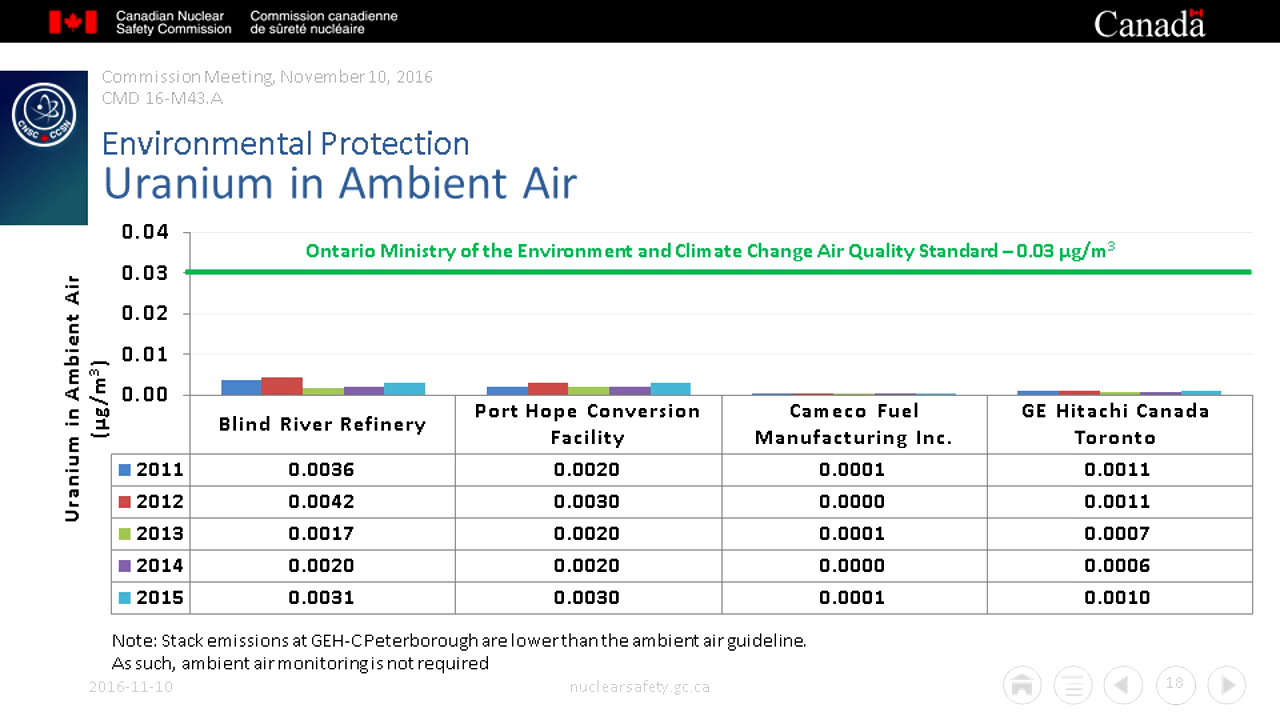 Canadian Nuclear Safety Commission
Commission canadienne de sûreté nucléaire
Canada
Commission Meeting, November 10, 2016
CMD 16-M43.A
CNSC CCSN
Environmental Protection
Uranium in Ambient Air
Uranium in Ambient Air (µg/m³)
0.04
0.03
0.02
0.01
0.00
Ontario Ministry of the Environment and Climate Change Air Quality Standard – 0.03 µg/m³
Blind River Refinery
Port Hope Conversion Facility
Cameco Fuel Manufacturing Inc.
GE Hitachi Canada Toronto
2011 0.0036 0.0020 0.0001 0.0011
2012 0.0042 0.0030 0.0000 0.0011
2013 0.0017 0.0020 0.0001 0.0007
2014 0.0020 0.0020 0.0000 0.0006
2015 0.0031 0.0030 0.0001 0.0010
Note: Stack emissions at GEH-C Peterborough are lower than the ambient air guideline.
As such, ambient air monitoring is not required
2016-11-10
nuclearsafety.gc.ca
18